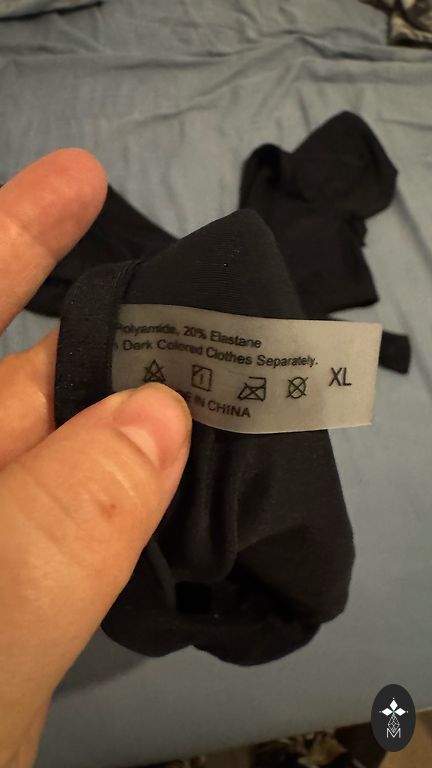 Polyamide, 20% Elastane
Dark Colored Clothes Separately.
XL
IN CHINA